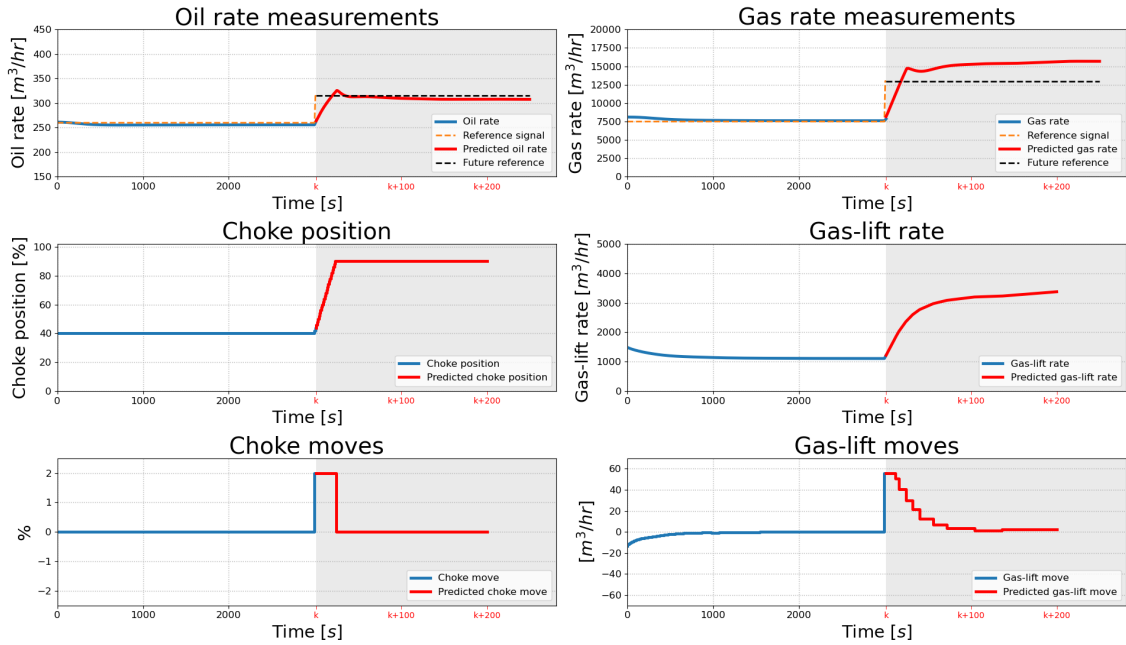 Oil rate measurements
Oil rate [m³/hr]
450
400
350
300
250
200
150
Oil rate
Reference signal
Predicted oil rate
Future reference
0 1000 2000 k k+100 k+200
Time [s]
Gas rate measurements
Gas rate [m³/hr]
20000
17500
15000
12500
10000
7500
5000
2500
0
Gas rate
Reference signal
Predicted gas rate
Future reference
0 1000 2000 k k+100 k+200
Time [s]
Choke position
Choke position [%]
100
80
60
40
20
0
Choke position
Predicted choke position
0 1000 2000 k k+100 k+200
Time [s]
Gas-lift rate
Gas-lift rate [m³/hr]
5000
4000
3000
2000
1000
0
Gas-lift rate
Predicted gas-lift rate
0 1000 2000 k k+100 k+200
Time [s]
Choke moves
%
2
1
0
−1
−2
Choke move
Predicted choke move
0 1000 2000 k k+100 k+200
Time [s]
Gas-lift moves
[m³/hr]
60
40
20
0
−20
−40
−60
Gas-lift move
Predicted gas-lift move
0 1000 2000 k k+100 k+200
Time [s]